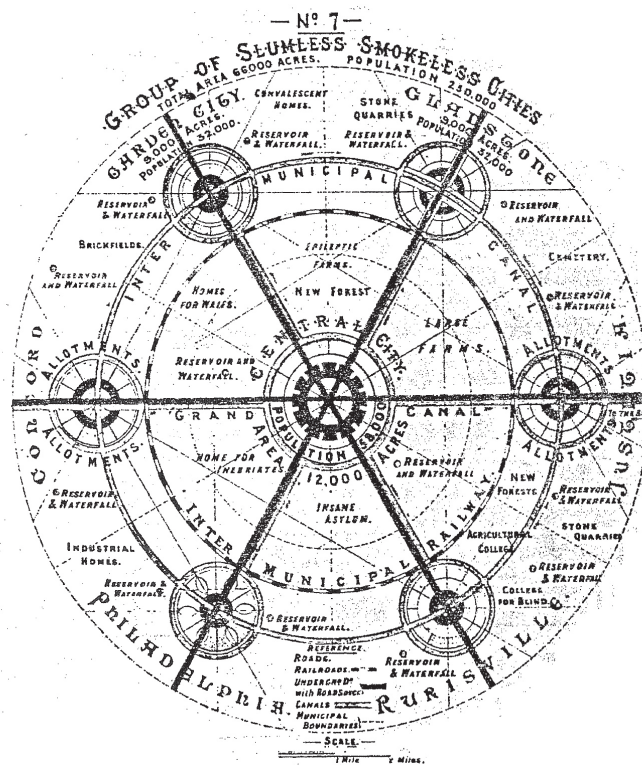 No 7
GROUP OF SLUMLESS SMOKELESS CITIES
TOTAL AREA 66000 ACRES. POPULATION 250,000
GARDEN CITY.
9,000 ACRES.
POPULATION 32,000.
CONVALESCENT
HOMES.
STONE
QUARRIES
GLADSTONE
9,000 ACRES.
POPULATION 32,000
RESERVOIR
& WATERFALL.
RESERVOIR &
WATERFALL.
RESERVOIR
& WATERFALL
RESERVOIR
AND WATERFALL
INTER MUNICIPAL CANAL
BRICKFIELDS.
EPILEPTIC
FARMS.
CEMETERY.
RESERVOIR
AND WATERFALL
HOMES
FOR WAIFS.
NEW FOREST
RESERVOIR
& WATERFALL
LARGE
FARMS.
CENTRAL CITY.
CONCORD
ALLOTMENTS
RESERVOIR AND
WATERFALL.
ALLOTMENTS
JUSTI
GRAND CANAL
POPULATION 58,000
AREA 12,000 ACRES
ALLOTMENTS
ALLOTMENTS
HOME FOR
INEBRIATES
RESERVOIR
AND WATERFALL
NEW
FORESTS
RESERVOIR
& WATERFALL
RESERVOIR
& WATERFALL
INSANE
ASYLUM.
STONE
QUARRIES
INTER MUNICIPAL RAILWAY
AGRICULTURAL
COLLEGE
INDUSTRIAL
HOMES.
RESERVOIR
& WATERFALL
RESERVOIR &
WATERFALL.
COLLEGE
FOR BLIND.
RESERVOIR
& WATERFALL.
PHILADELPHIA.
RURISVILLE
REFERENCE.
ROADS.
RAILROADS.
UNDERGRD Do
CANALS
MUNICIPAL
BOUNDARIES
RESERVOIR
& WATERFALL
SCALE.
1 Mile 2 Miles.